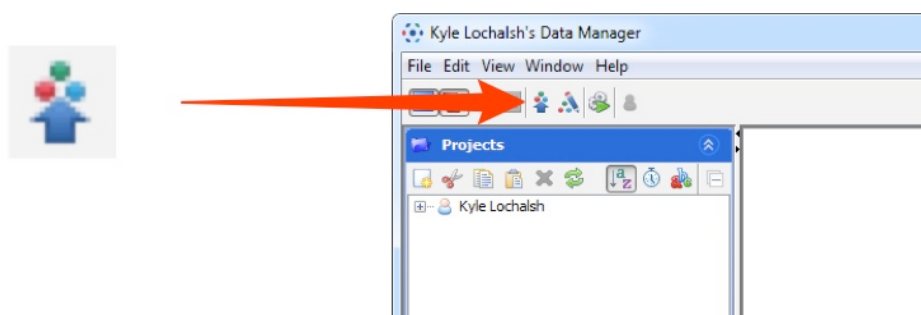 Kyle Lochalsh's Data Manager
File Edit View Window Help
Projects
a
z
Kyle Lochalsh